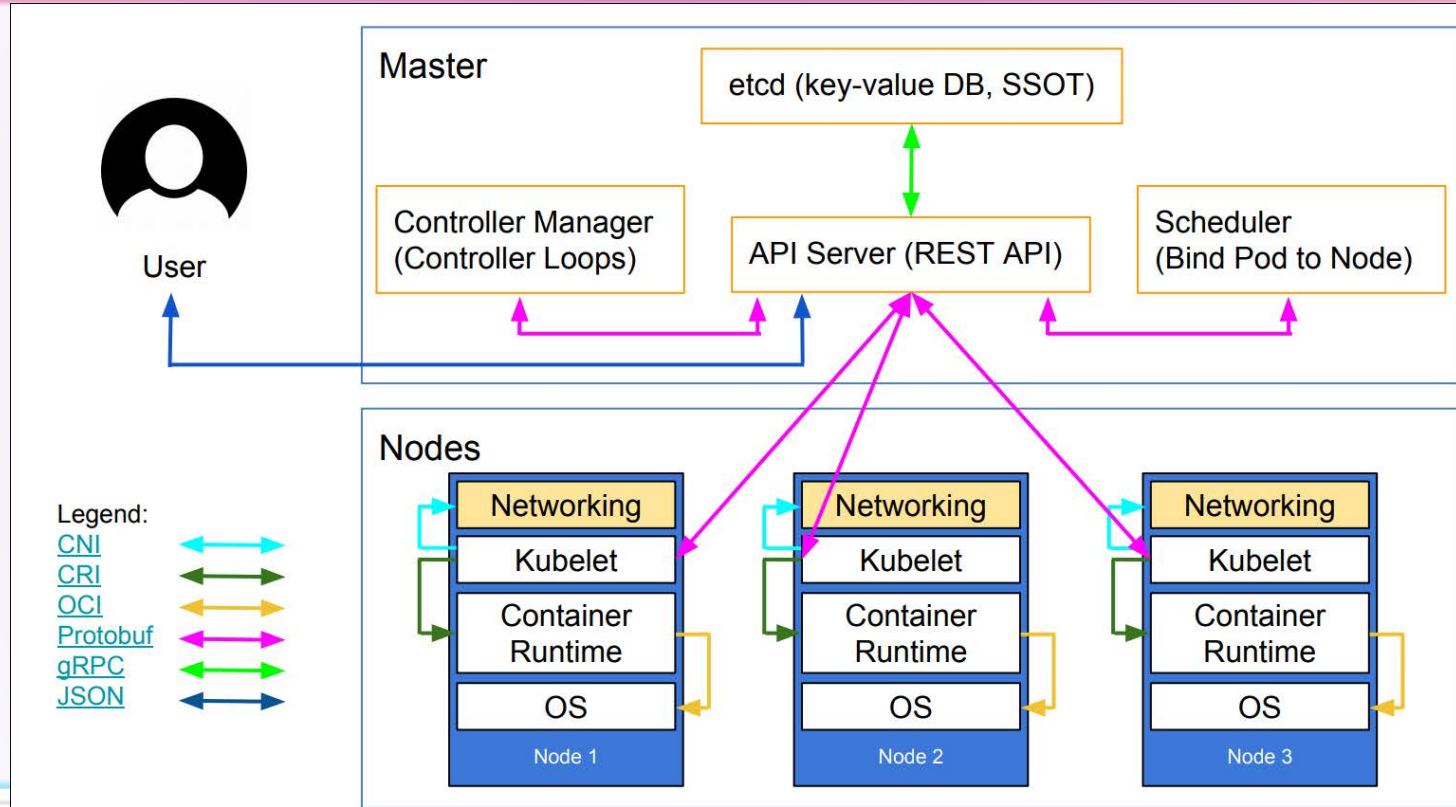 Master
etcd (key-value DB, SSOT)
Controller Manager
(Controller Loops)
API Server (REST API)
Scheduler
(Bind Pod to Node)
User
Nodes
Networking
Kubelet
Container
Runtime
OS
Node 1
Networking
Kubelet
Container
Runtime
OS
Node 2
Networking
Kubelet
Container
Runtime
OS
Node 3
Legend:
CNI
CRI
OCI
Protobuf
gRPC
JSON